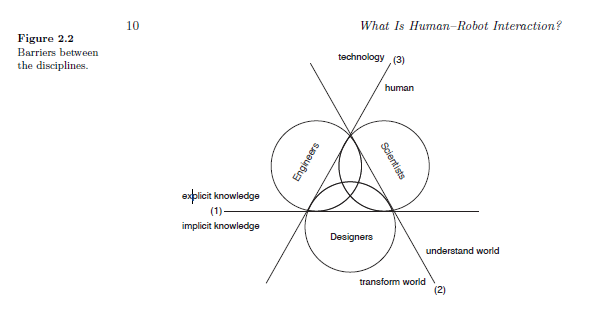 10
What Is Human–Robot Interaction?
Figure 2.2
Barriers between
the disciplines.
technology
(3)
human
Engineers
Scientists
explicit knowledge
(1)
implicit knowledge
Designers
understand world
transform world
(2)